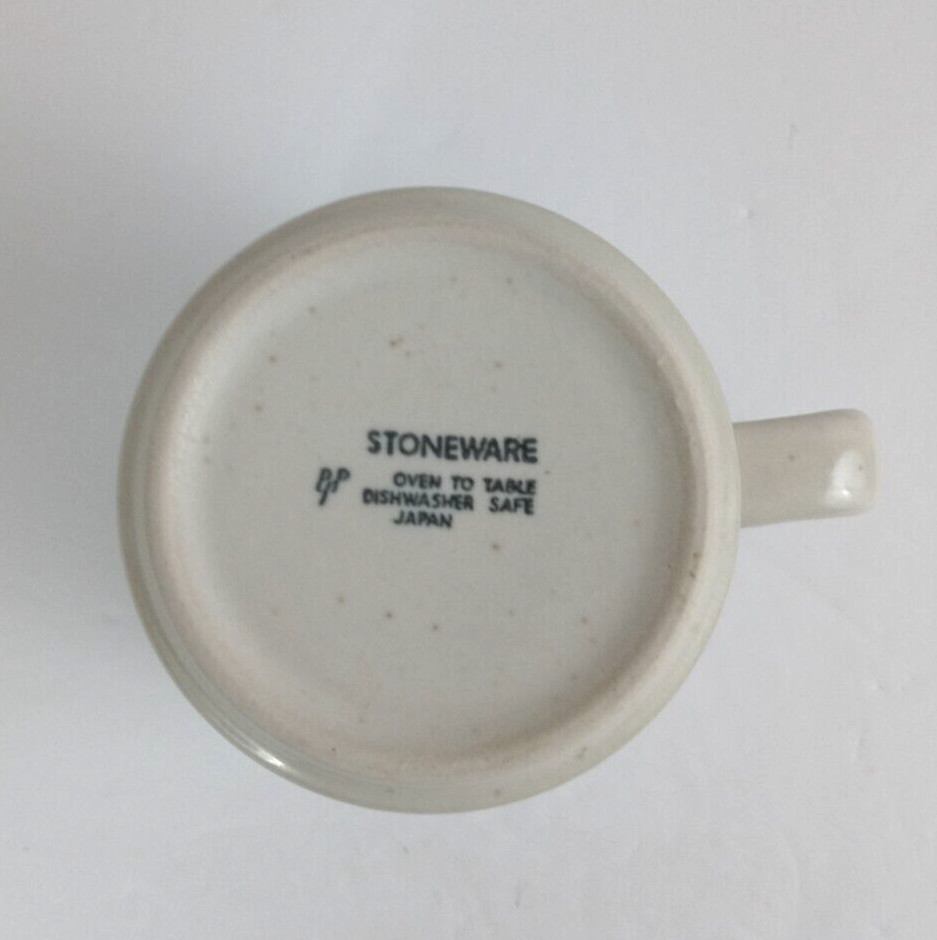 STONEWARE
OVEN TO TABLE
DISHWASHER SAFE
JAPAN